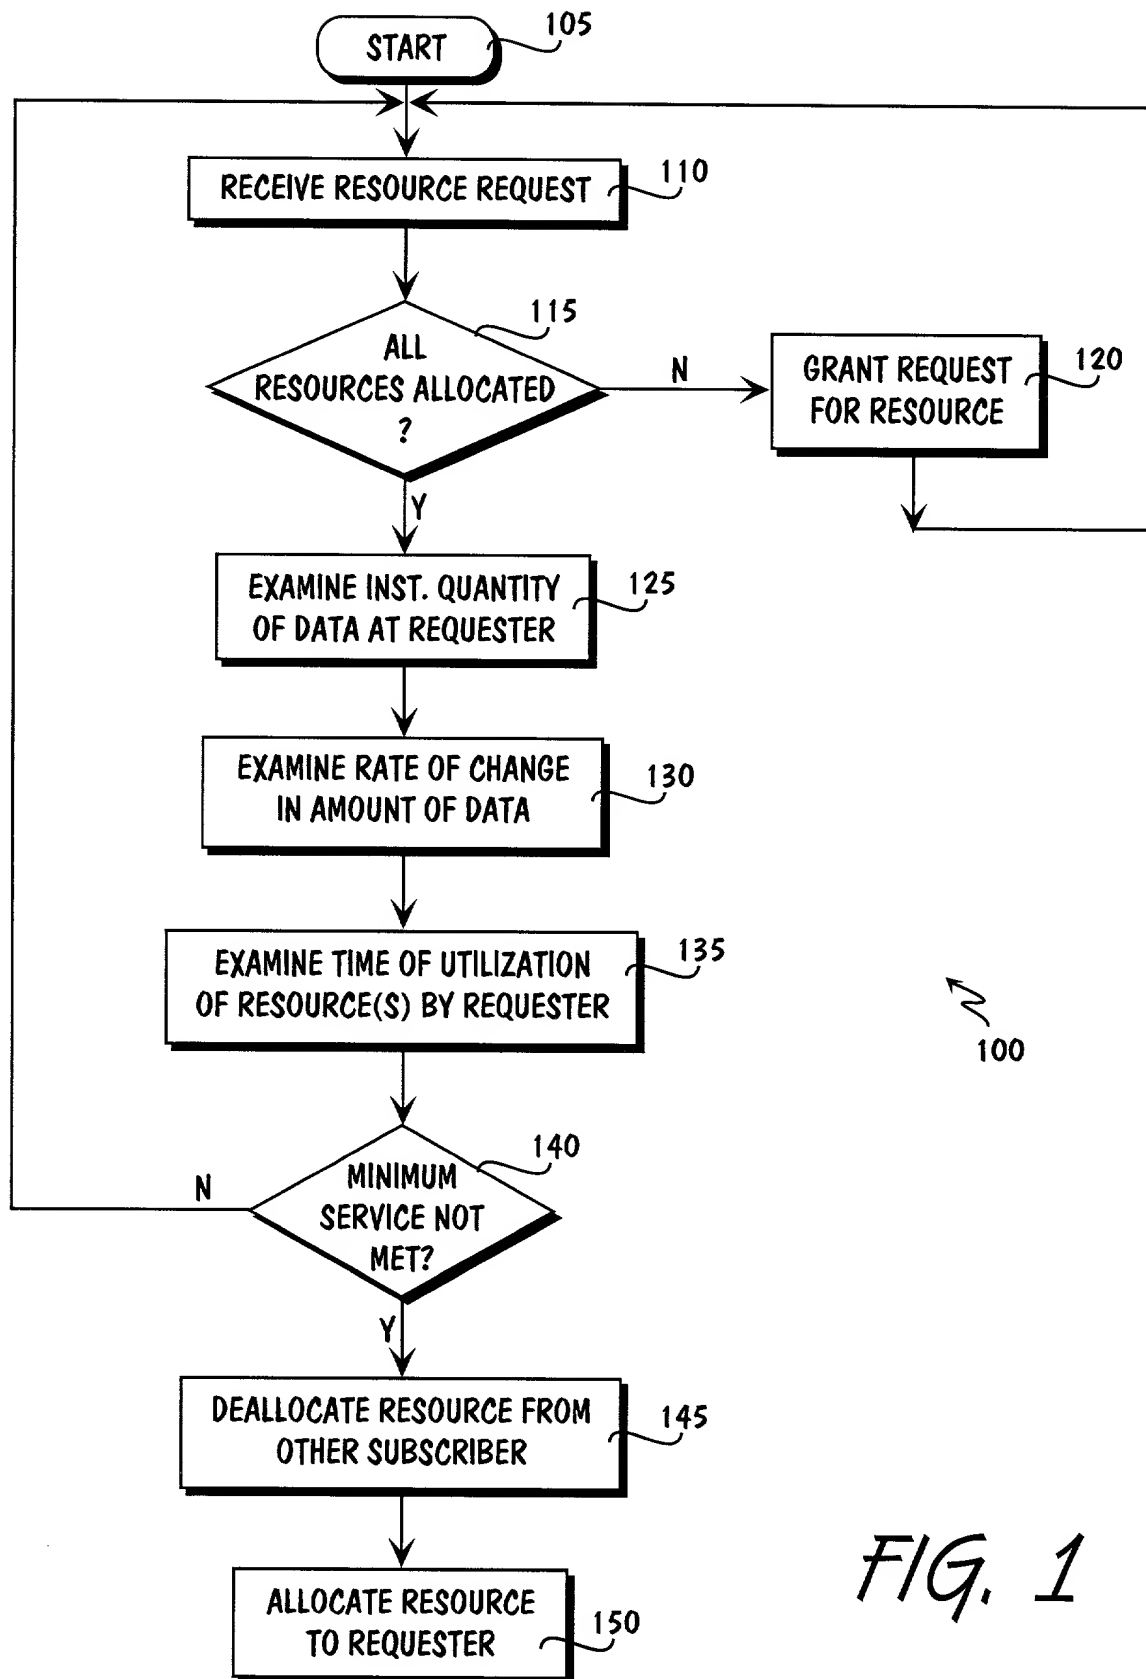 START
105
RECEIVE RESOURCE REQUEST
110
115
ALL
RESOURCES ALLOCATED
?
N
GRANT REQUEST
FOR RESOURCE
120
Y
EXAMINE INST. QUANTITY
OF DATA AT REQUESTER
125
EXAMINE RATE OF CHANGE
IN AMOUNT OF DATA
130
EXAMINE TIME OF UTILIZATION
OF RESOURCE(S) BY REQUESTER
135
100
140
MINIMUM
SERVICE NOT
MET?
N
Y
DEALLOCATE RESOURCE FROM
OTHER SUBSCRIBER
145
ALLOCATE RESOURCE
TO REQUESTER
150
FIG. 1